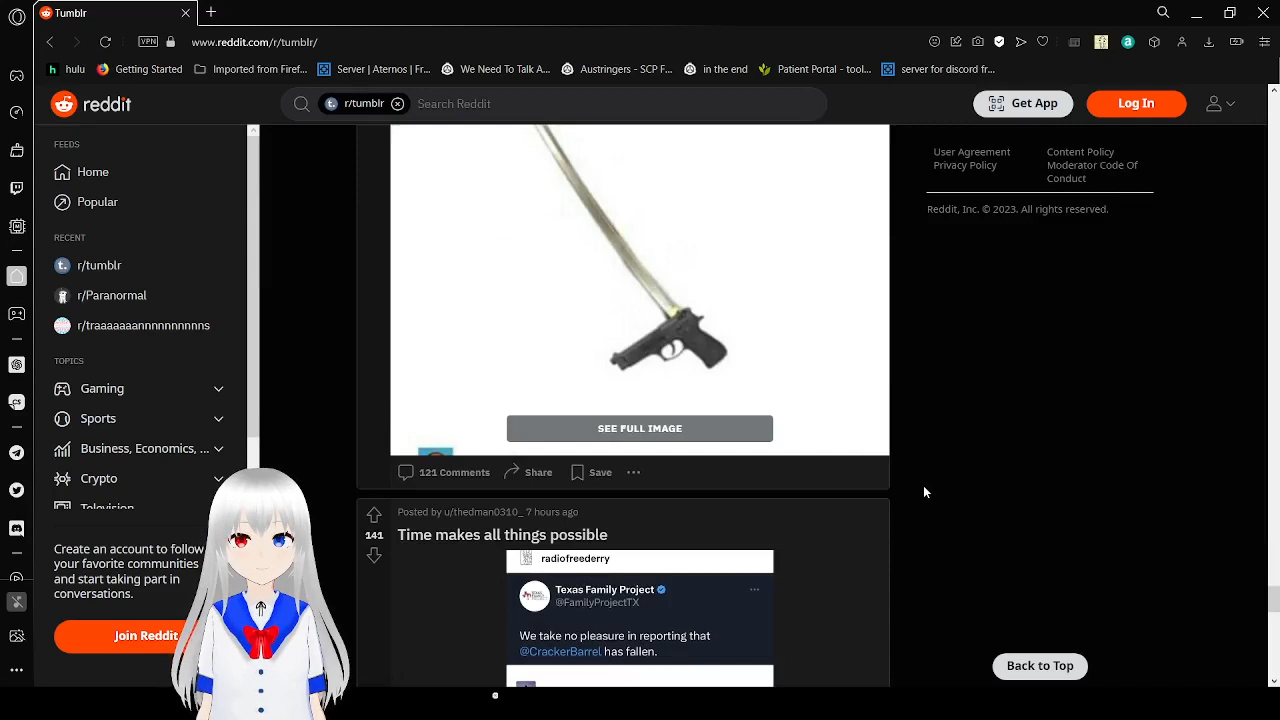 Tumblr
VPN
www.reddit.com/r/tumblr/
hulu
Getting Started
Imported from Firef...
Server | Aternos | Fr...
We Need To Talk A...
Austringers - SCP F...
in the end
Patient Portal - tool...
server for discord fr...
reddit
r/tumblr
Search Reddit
Get App
Log In
FEEDS
Home
Popular
RECENT
r/tumblr
r/Paranormal
r/traaaaaaannnnnnnnnns
TOPICS
Gaming
Sports
Business, Economics, ...
Crypto
Television
Create an account to follow
your favorite communities
and start taking part in
conversations.
Join Reddit
SEE FULL IMAGE
121 Comments
Share
Save
141
Posted by u/thedman0310_ 7 hours ago
Time makes all things possible
radiofreederry
Texas Family Project
@FamilyProjectTX
We take no pleasure in reporting that
@CrackerBarrel has fallen.
User Agreement
Privacy Policy
Content Policy
Moderator Code Of
Conduct
Reddit, Inc. © 2023. All rights reserved.
Back to Top